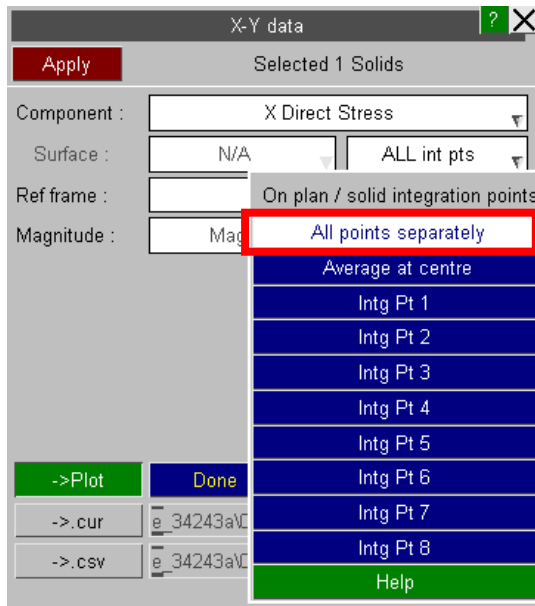 X-Y data ?
Apply Selected 1 Solids
Component : X Direct Stress
Surface : N/A ALL int pts
Ref frame : On plan / solid integration points
Magnitude : All points separately
Average at centre
Intg Pt 1
Intg Pt 2
Intg Pt 3
Intg Pt 4
Intg Pt 5
Intg Pt 6
Intg Pt 7
Intg Pt 8
->Plot Done
->.cur e_34243a\
->.csv e_34243a\
Help